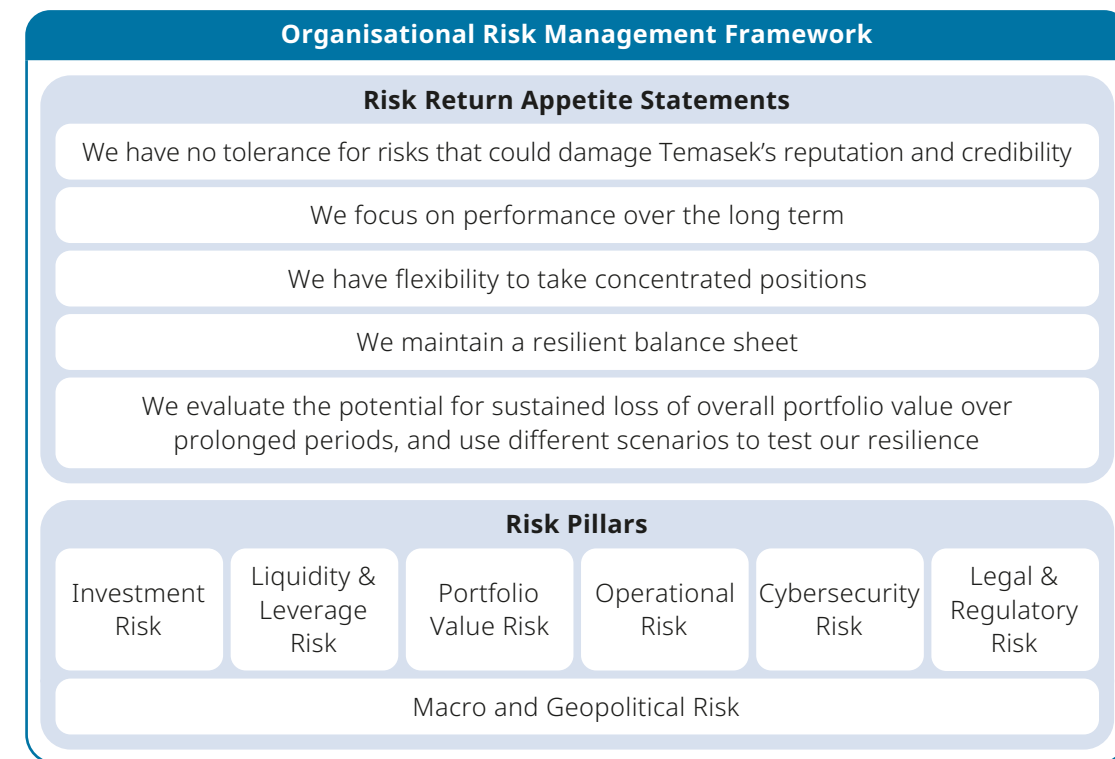 Organisational Risk Management Framework
Risk Return Appetite Statements
We have no tolerance for risks that could damage Temasek’s reputation and credibility
We focus on performance over the long term
We have flexibility to take concentrated positions
We maintain a resilient balance sheet
We evaluate the potential for sustained loss of overall portfolio value over
prolonged periods, and use different scenarios to test our resilience
Risk Pillars
Investment
Risk
Liquidity &
Leverage
Risk
Portfolio
Value Risk
Operational
Risk
Cybersecurity
Risk
Legal &
Regulatory
Risk
Macro and Geopolitical Risk